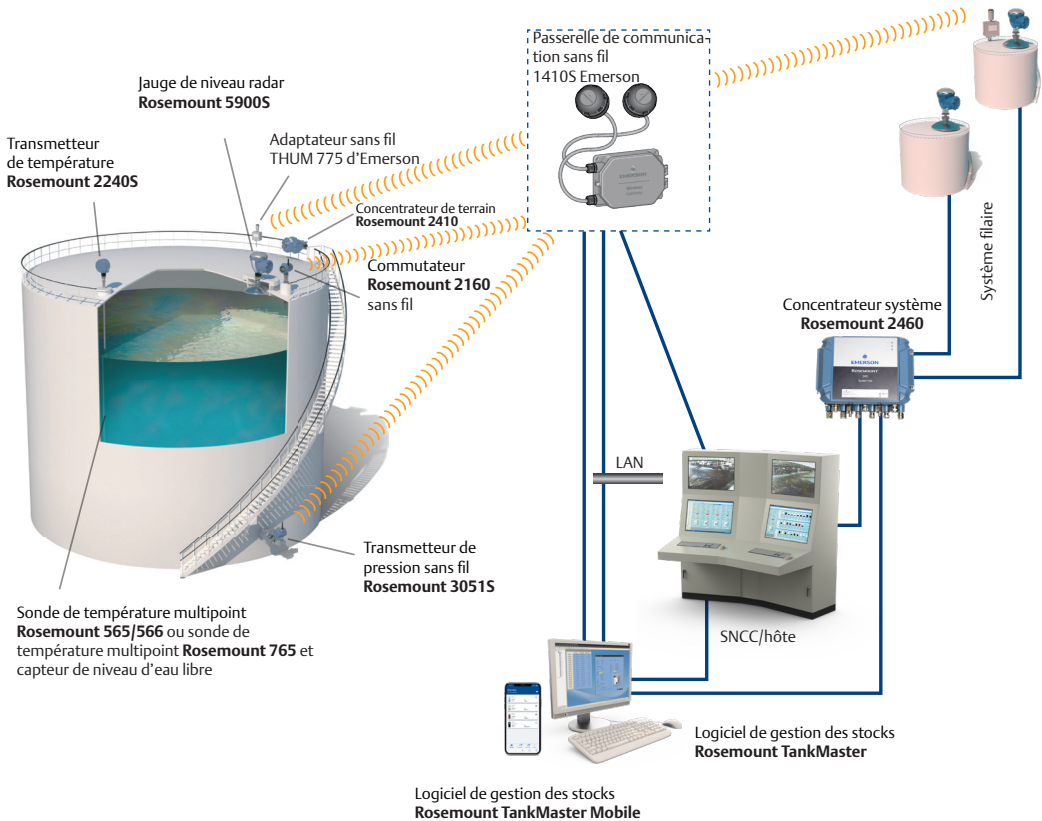 Passerelle de communica-
tion sans fil
1410S Emerson
Jauge de niveau radar
Rosemount 5900S
Transmetteur
de température
Rosemount 2240S
Adaptateur sans fil
THUM 775 d’Emerson
Concentrateur de terrain
Rosemount 2410
Commutateur
Rosemount 2160
sans fil
EMERSON
Système filaire
Concentrateur système
Rosemount 2460
EMERSON
ROSEMOUNT
LAN
Transmetteur de
pression sans fil
Rosemount 3051S
Sonde de température multipoint
Rosemount 565/566 ou sonde de
température multipoint Rosemount 765 et
capteur de niveau d’eau libre
SNCC/hôte
Logiciel de gestion des stocks
Rosemount TankMaster
Logiciel de gestion des stocks
Rosemount TankMaster Mobile